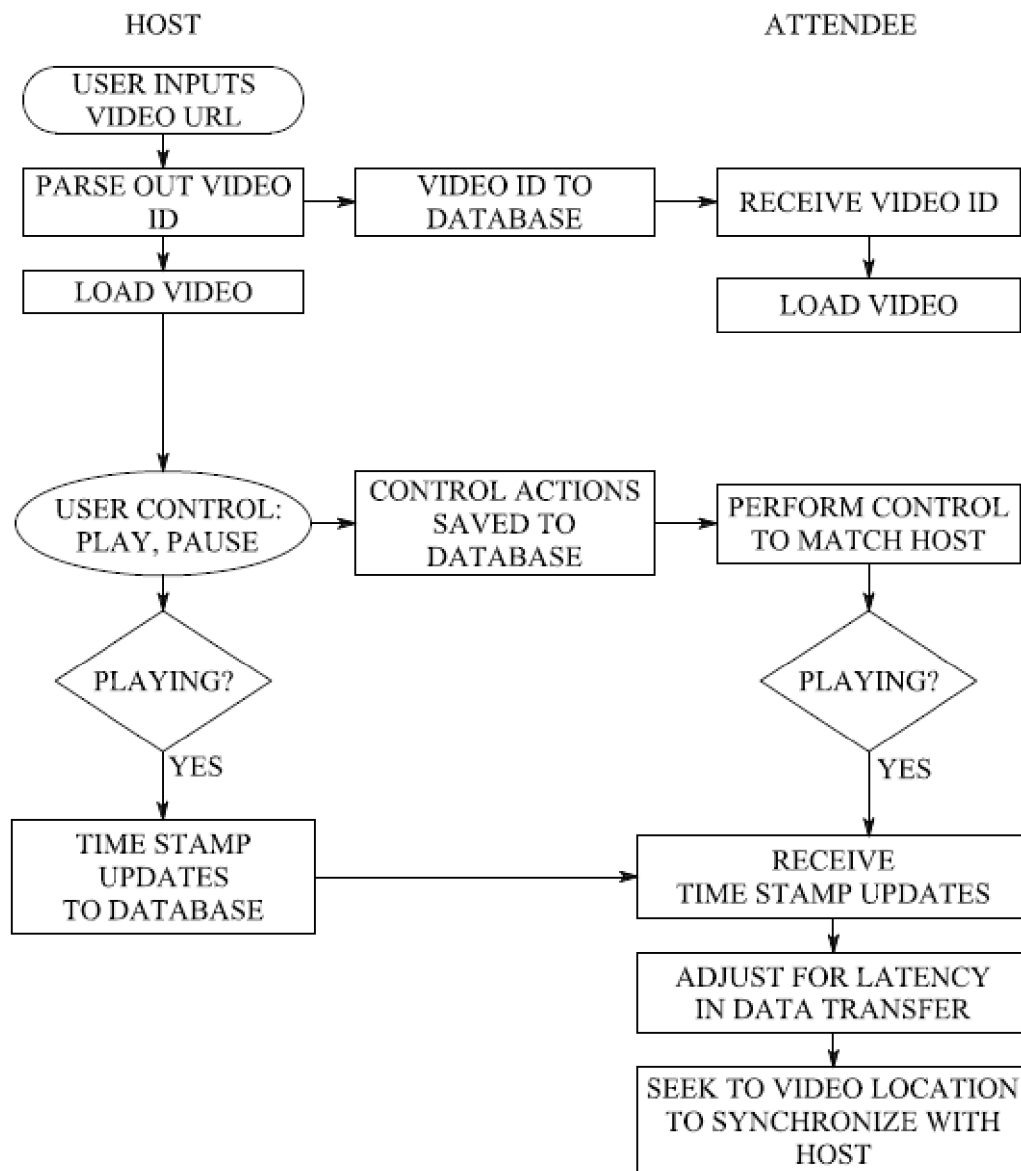 HOST
ATTENDEE
USER INPUTS
VIDEO URL
PARSE OUT VIDEO
ID
VIDEO ID TO
DATABASE
RECEIVE VIDEO ID
LOAD VIDEO
LOAD VIDEO
USER CONTROL:
PLAY, PAUSE
CONTROL ACTIONS
SAVED TO
DATABASE
PERFORM CONTROL
TO MATCH HOST
PLAYING?
PLAYING?
YES
YES
TIME STAMP
UPDATES
TO DATABASE
RECEIVE
TIME STAMP UPDATES
ADJUST FOR LATENCY
IN DATA TRANSFER
SEEK TO VIDEO LOCATION
TO SYNCHRONIZE WITH
HOST